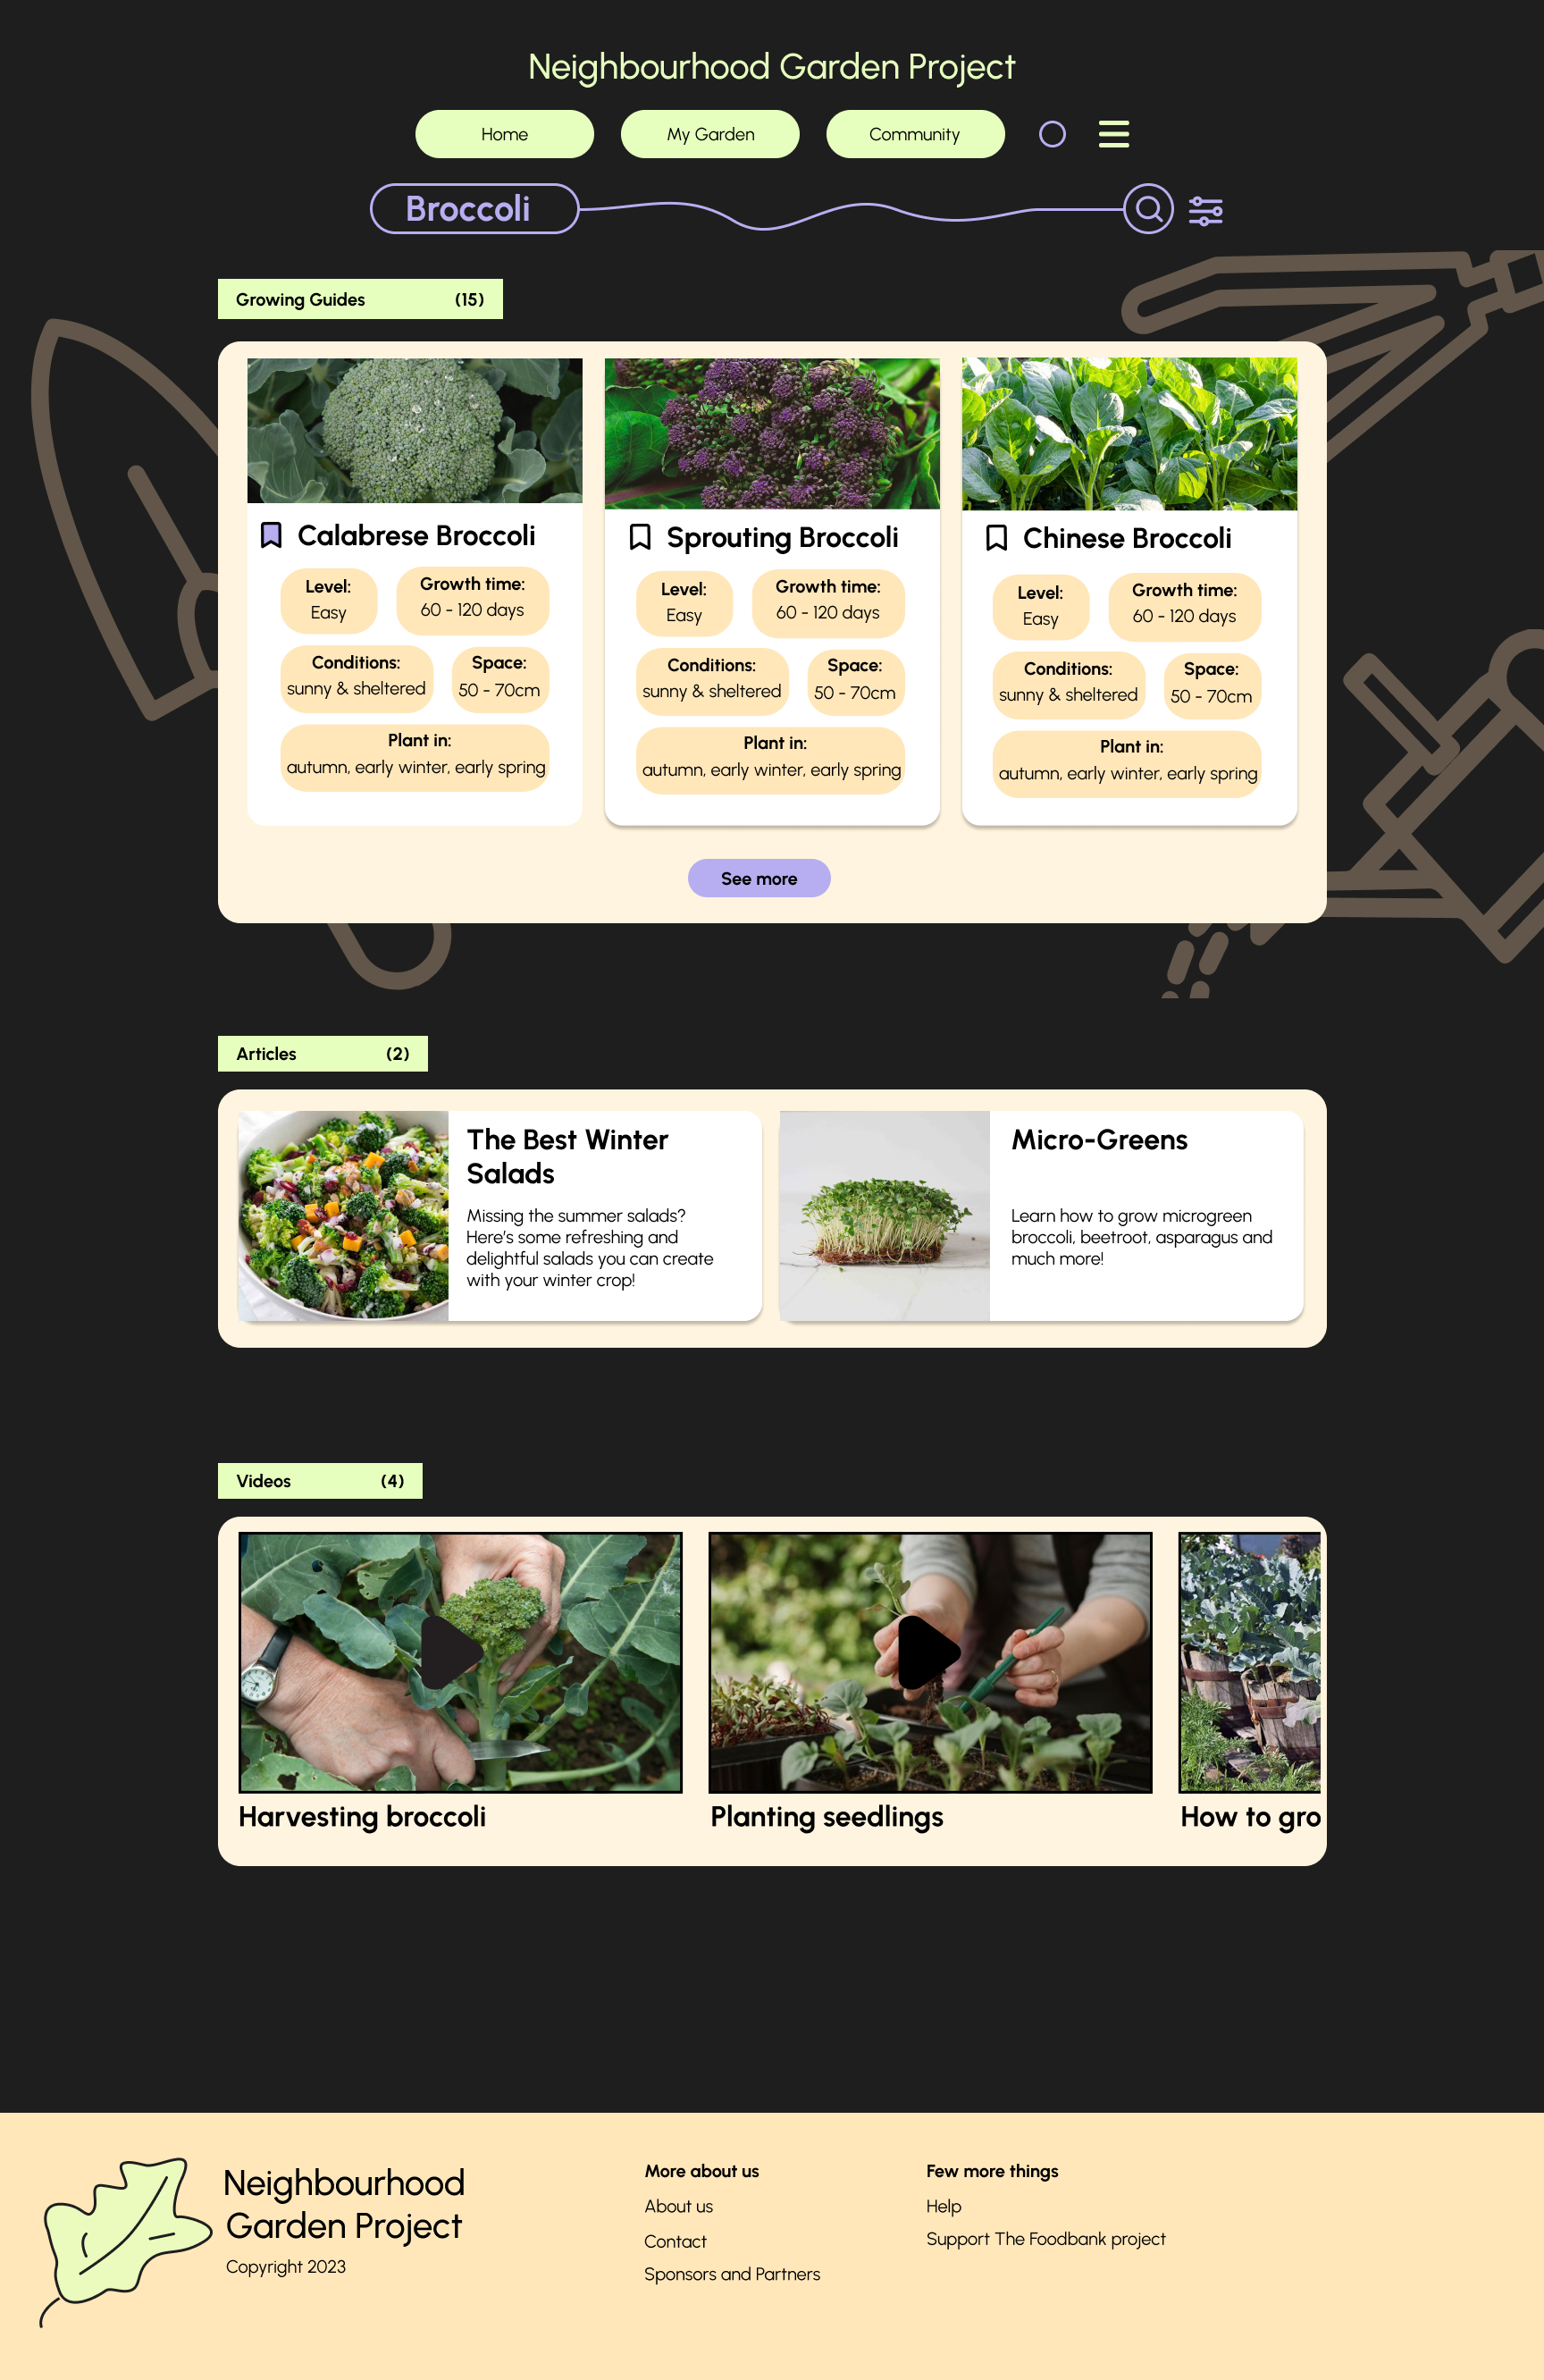 Neighbourhood Garden Project
Home
My Garden
Community
Broccoli
Growing Guides (15)
Calabrese Broccoli
Level:
Easy
Growth time:
60 - 120 days
Conditions:
sunny & sheltered
Space:
50 - 70cm
Plant in:
autumn, early winter, early spring
Sprouting Broccoli
Level:
Easy
Growth time:
60 - 120 days
Conditions:
sunny & sheltered
Space:
50 - 70cm
Plant in:
autumn, early winter, early spring
Chinese Broccoli
Level:
Easy
Growth time:
60 - 120 days
Conditions:
sunny & sheltered
Space:
50 - 70cm
Plant in:
autumn, early winter, early spring
See more
Articles (2)
The Best Winter
Salads
Missing the summer salads?
Here's some refreshing and
delightful salads you can create
with your winter crop!
Micro-Greens
Learn how to grow microgreen
broccoli, beetroot, asparagus and
much more!
Videos (4)
Harvesting broccoli
Planting seedlings
How to gro
Neighbourhood
Garden Project
Copyright 2023
More about us
About us
Contact
Sponsors and Partners
Few more things
Help
Support The Foodbank project